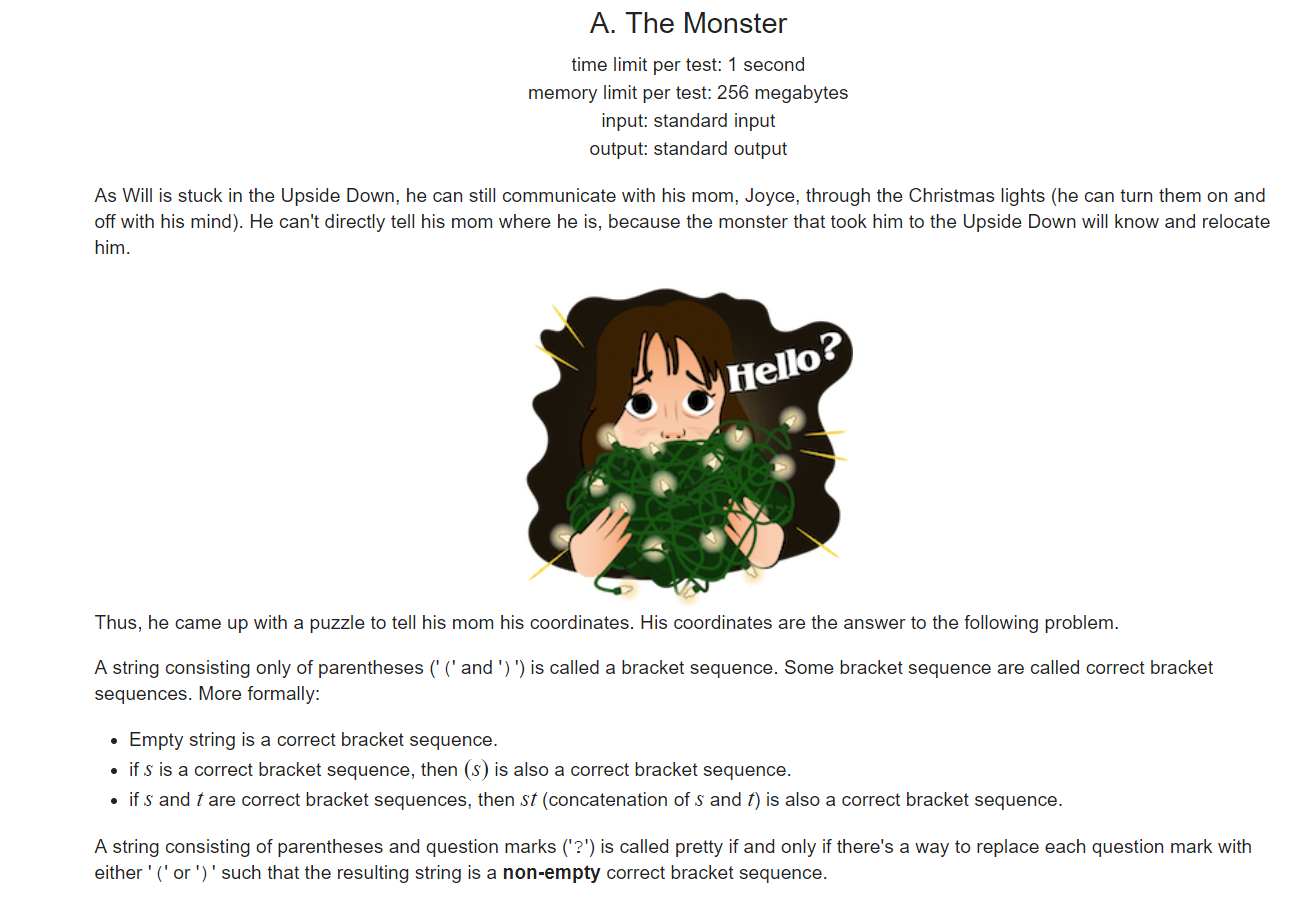 A. The Monster
time limit per test: 1 second
memory limit per test: 256 megabytes
input: standard input
output: standard output
As Will is stuck in the Upside Down, he can still communicate with his mom, Joyce, through the Christmas lights (he can turn them on and
off with his mind). He can't directly tell his mom where he is, because the monster that took him to the Upside Down will know and relocate
him.
Hello?
Thus, he came up with a puzzle to tell his mom his coordinates. His coordinates are the answer to the following problem.
A string consisting only of parentheses ('(' and ')') is called a bracket sequence. Some bracket sequence are called correct bracket
sequences. More formally:
• Empty string is a correct bracket sequence.
• if s is a correct bracket sequence, then (s) is also a correct bracket sequence.
• if s and t are correct bracket sequences, then st (concatenation of s and t) is also a correct bracket sequence.
A string consisting of parentheses and question marks ('?') is called pretty if and only if there's a way to replace each question mark with
either '(' or ')' such that the resulting string is a non-empty correct bracket sequence.